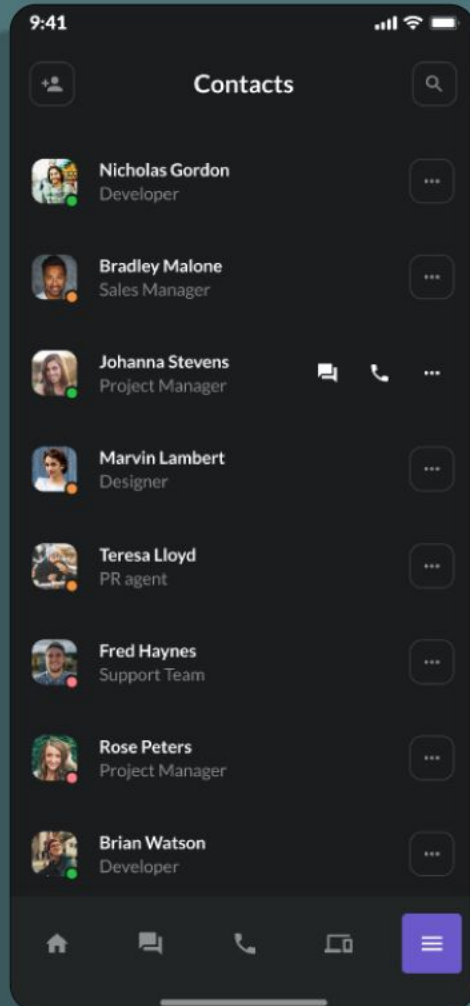 9:41
Contacts
Nicholas Gordon
Developer
Bradley Malone
Sales Manager
Johanna Stevens
Project Manager
Marvin Lambert
Designer
Teresa Lloyd
PR agent
Fred Haynes
Support Team
Rose Peters
Project Manager
Brian Watson
Developer